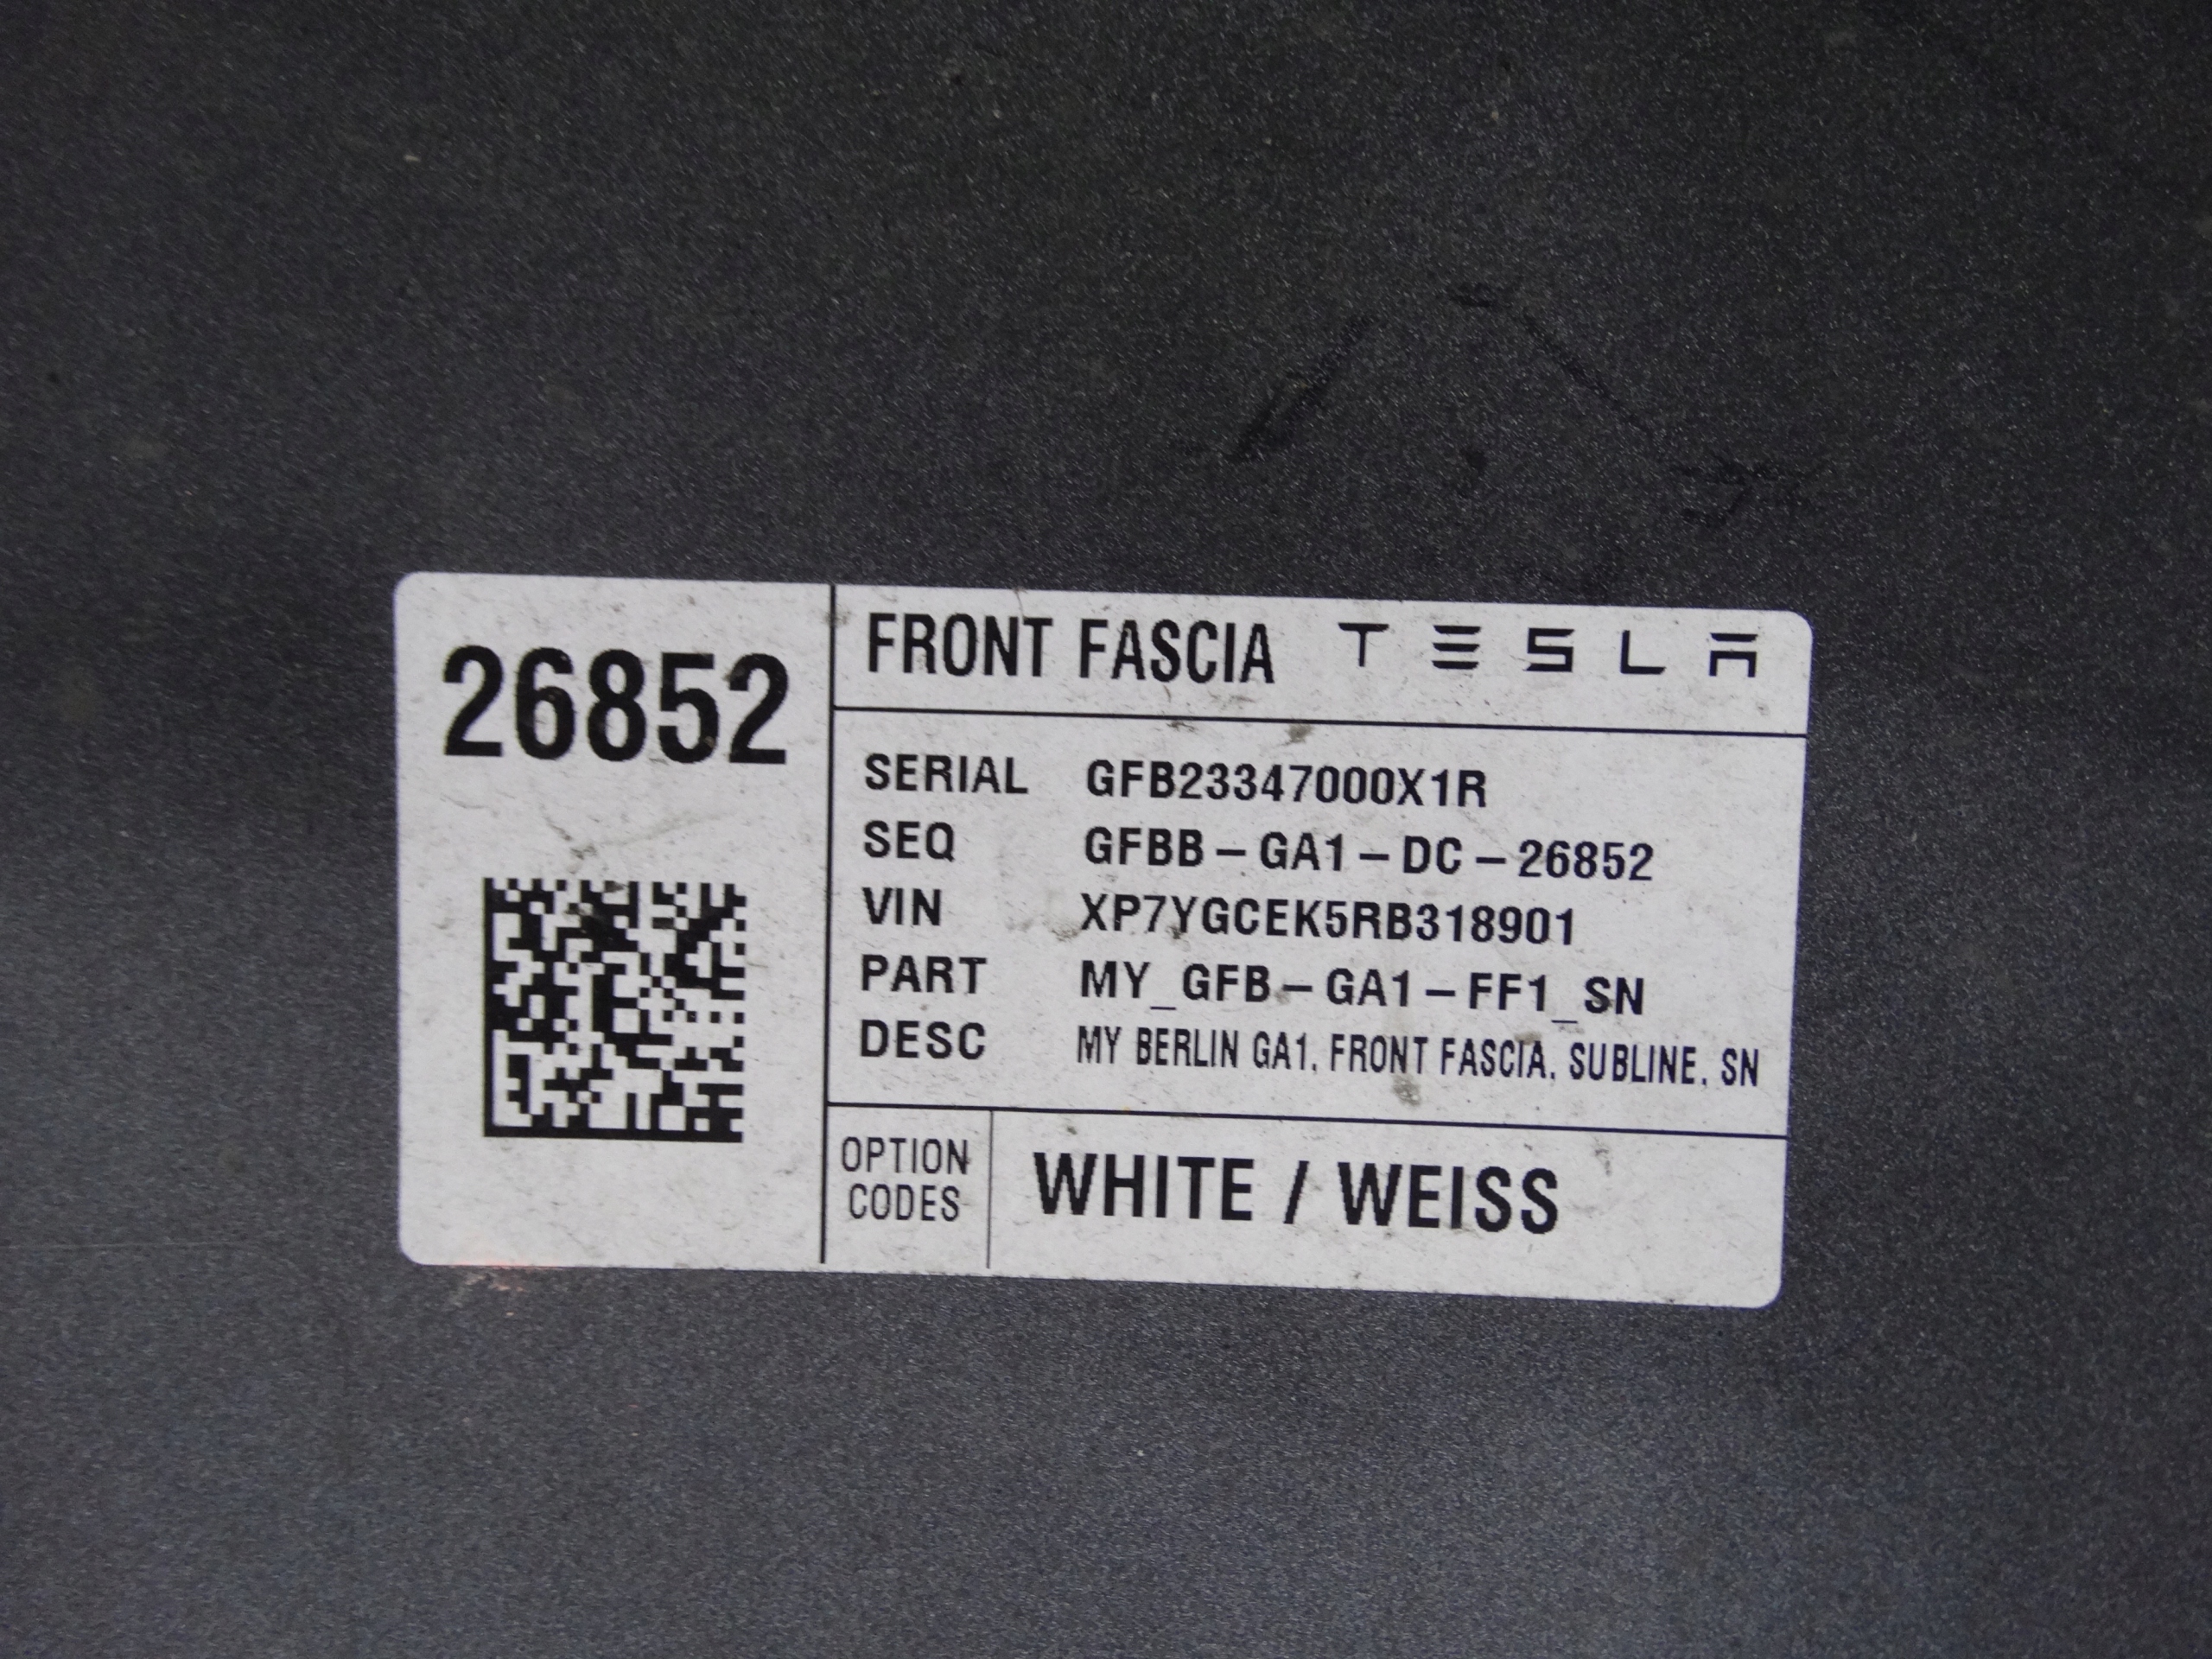 26852
FRONT FASCIA TESLA
SERIAL GFB23347000X1R
SEQ GFBB-GA1-DC-26852
VIN XP7YGCEK5RB318901
PART MY_GFB-GA1-FF1_SN
DESC MY BERLIN GA1, FRONT FASCIA, SUBLINE, SN
OPTION CODES WHITE / WEISS